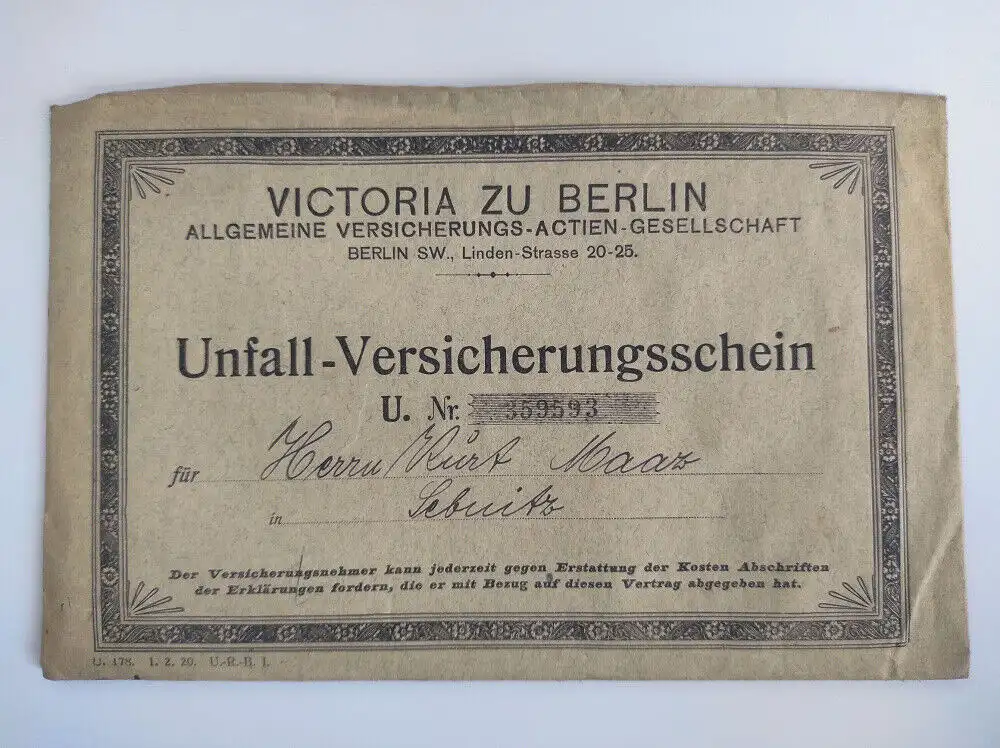 VICTORIA ZU BERLIN
ALLGEMEINE VERSICHERUNGS-ACTIEN-GESELLSCHAFT
BERLIN SW., Linden-Strasse 20-25.
Unfall-Versicherungsschein
U. Nr. 359593
für Herrn Kurt Maaz
in Sebnitz
Der Versicherungsnehmer kann jederzeit gegen Erstattung der Kosten Abschriften
der Erklärungen fordern, die er mit Bezug auf diesen Vertrag abgegeben hat.
U. 178. 1. 2. 20. U.-R.-B. I.